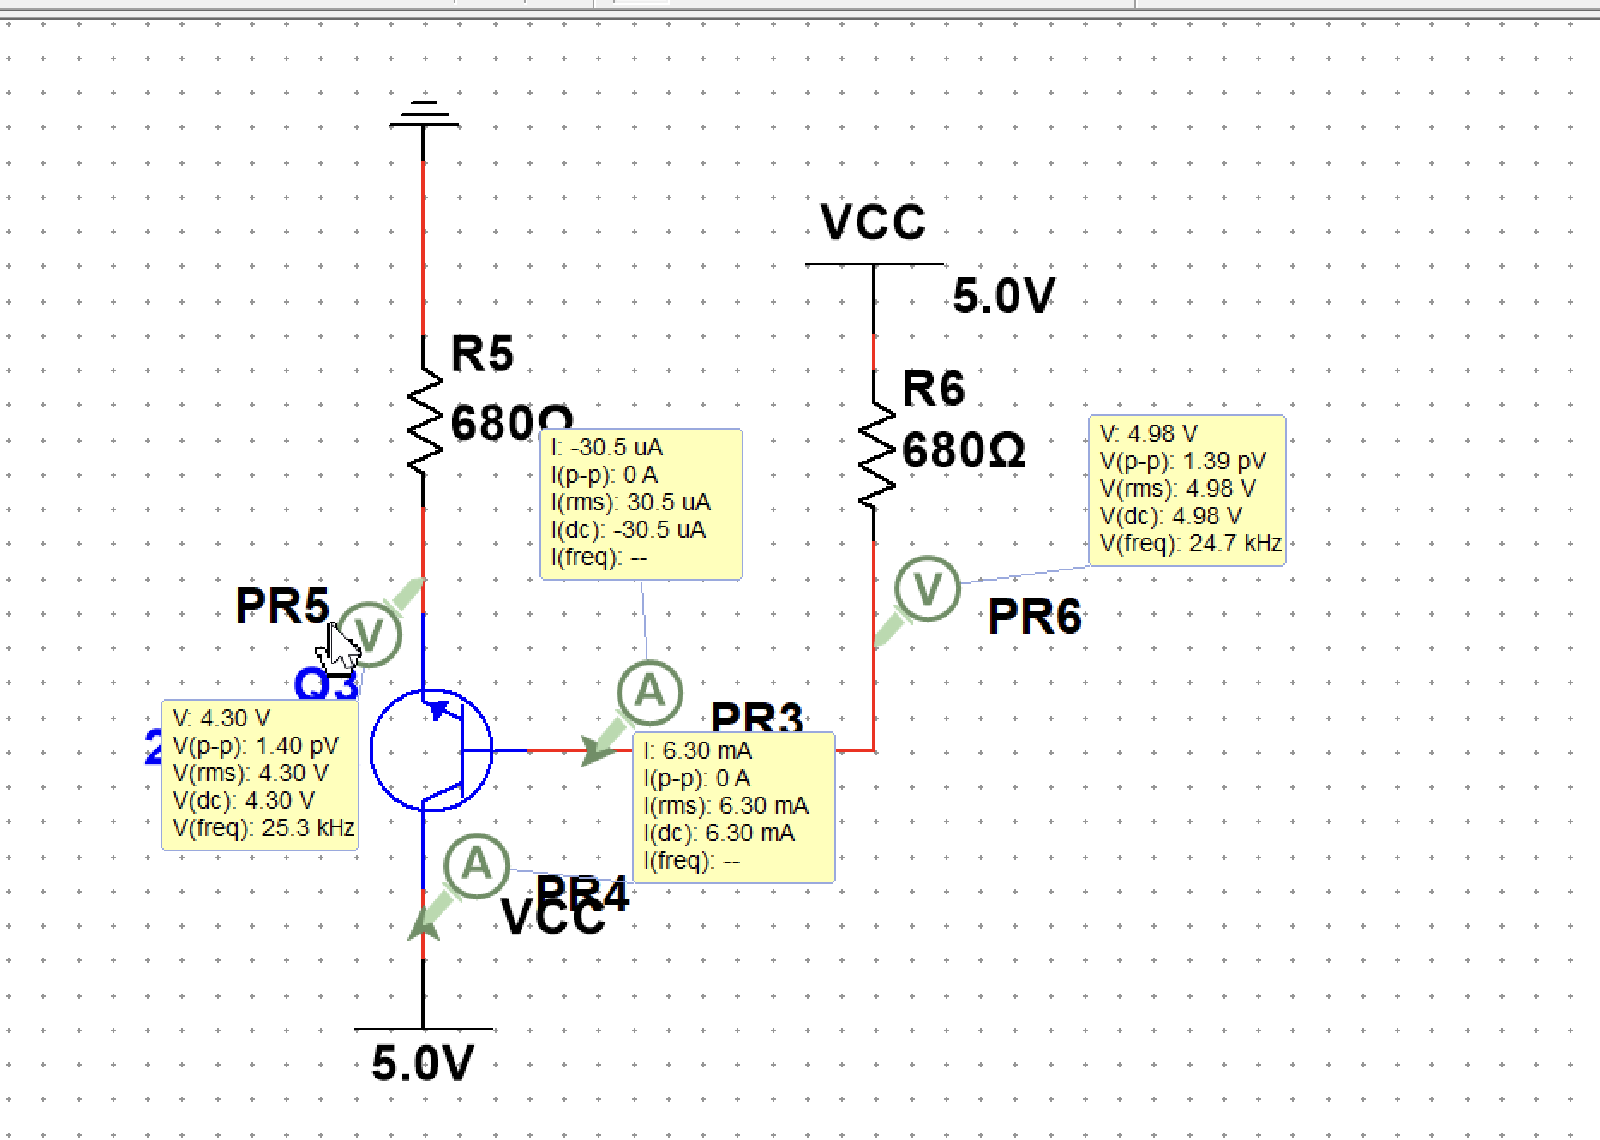 VCC
5.0V
R5
680Ω
R6
680Ω
I: -30.5 uA
I(p-p): 0 A
I(rms): 30.5 uA
I(dc): -30.5 uA
I(freq): --
V: 4.98 V
V(p-p): 1.39 pV
V(rms): 4.98 V
V(dc): 4.98 V
V(freq): 24.7 kHz
V
PR6
PR5
V
Q3
A
PR3
2
V: 4.30 V
V(p-p): 1.40 pV
V(rms): 4.30 V
V(dc): 4.30 V
V(freq): 25.3 kHz
I: 6.30 mA
I(p-p): 0 A
I(rms): 6.30 mA
I(dc): 6.30 mA
I(freq): --
A
PR4
VCC
5.0V